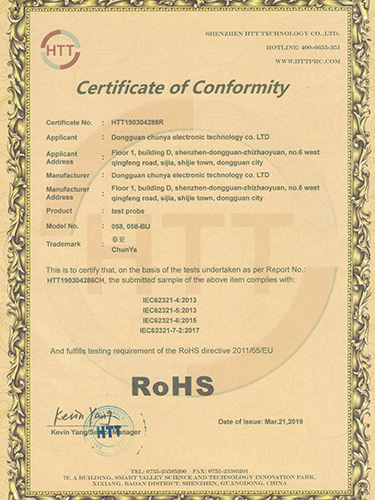 HTT
SHENZHEN HTT TECHNOLOGY CO.,LTD.
HOTLINE: 400-6655-351
WWW.HTTPRC.COM
Certificate of Conformity
Certificate No. : HTT190304286R
Applicant : Dongguan chunya electronic technology co. LTD
Applicant Address : Floor 1, building D, shenzhen-dongguan-zhizhaoyuan, no.6 west
qingfeng road, sijia, shijie town, dongguan city
Manufacturer : Dongguan chunya electronic technology co. LTD
Manufacturer Address : Floor 1, building D, shenzhen-dongguan-zhizhaoyuan, no.6 west
qingfeng road, sijia, shijie town, dongguan city
Product : test probe
Model No. : 058, 058-BU
Trademark : 春亚
ChunYa
This is to certify that, on the basis of the tests undertaken as per Report No.:
HTT190304286CH, the submitted sample of the above item complies with:
IEC62321-4:2013
IEC62321-5:2013
IEC62321-6:2015
IEC62321-7-2:2017
And fulfills testing requirement of the RoHS directive 2011/65/EU
RoHS
Kevin Yang
Kevin Yang/ Manager
HTT
Date of Issue: Mar.21,2019
TEL: 0755-23595200 FAX: 0755-23595201
7F, A BUILDING, SMART VALLEY SCIENCE AND TECHNOLOGY INNOVATION PARK,
XIXIANG, BAOAN DISTRICT, SHENZHEN, GUANGDONG, CHINA